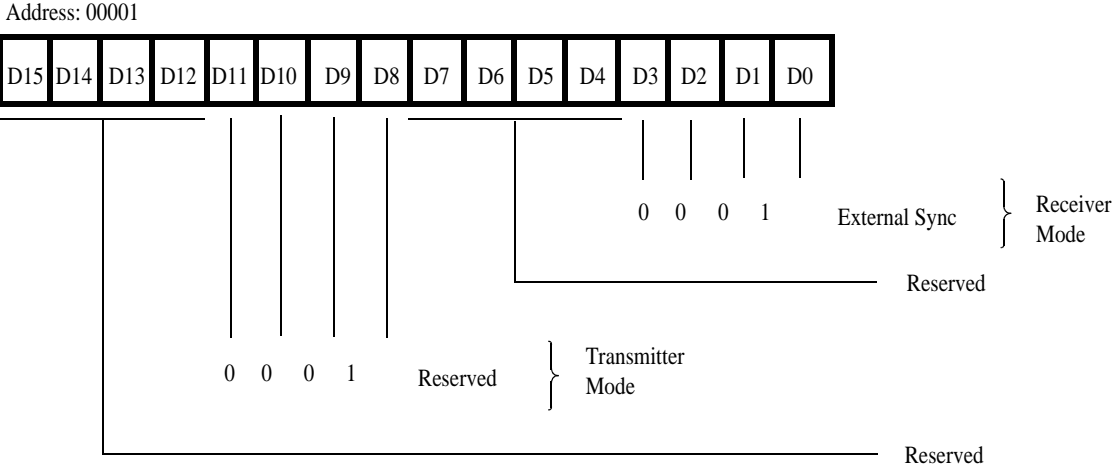 Address: 00001
D15 D14 D13 D12 D11 D10 D9 D8 D7 D6 D5 D4 D3 D2 D1 D0
0 0 0 1 External Sync
Receiver
Mode
Reserved
0 0 0 1 Reserved
Transmitter
Mode
Reserved